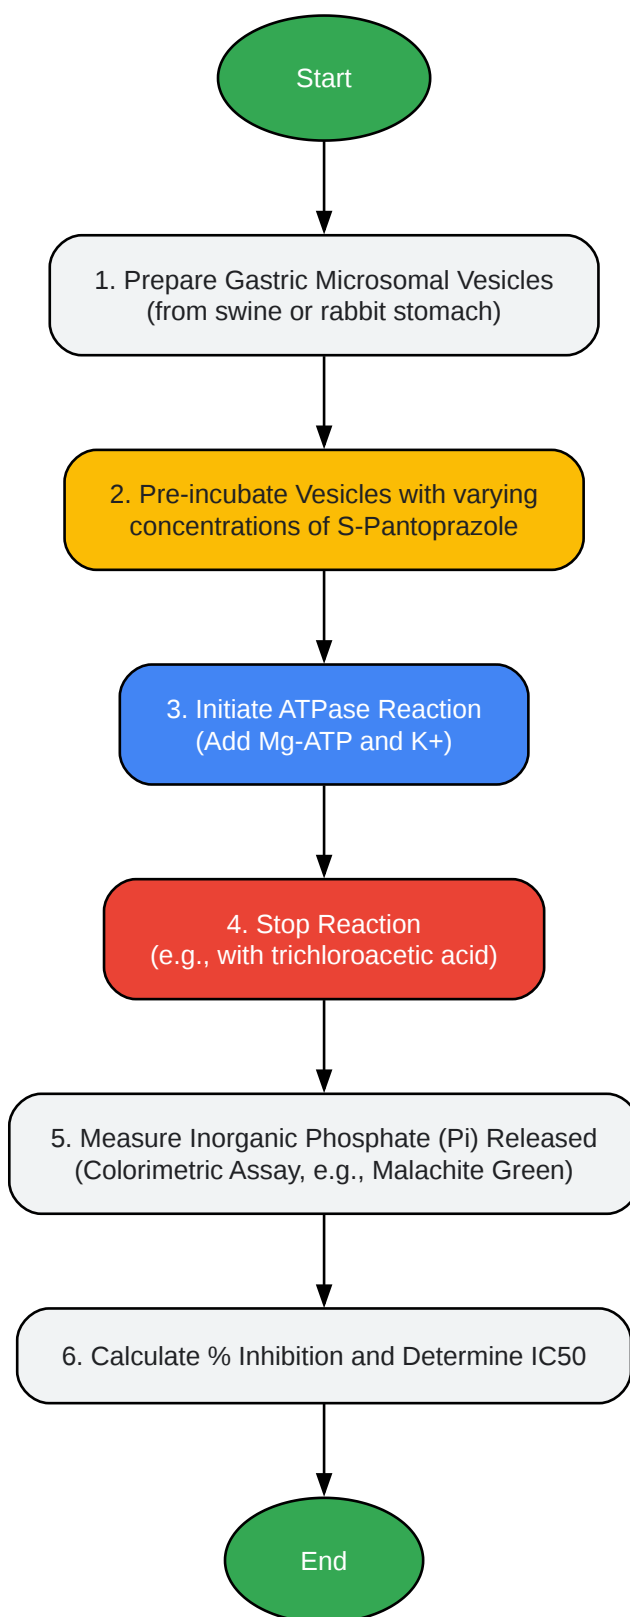 Start
1. Prepare Gastric Microsomal Vesicles
(from swine or rabbit stomach)
2. Pre-incubate Vesicles with varying
concentrations of S-Pantoprazole
3. Initiate ATPase Reaction
(Add Mg-ATP and K+)
4. Stop Reaction
(e.g., with trichloroacetic acid)
5. Measure Inorganic Phosphate (Pi) Released
(Colorimetric Assay, e.g., Malachite Green)
6. Calculate % Inhibition and Determine IC50
End